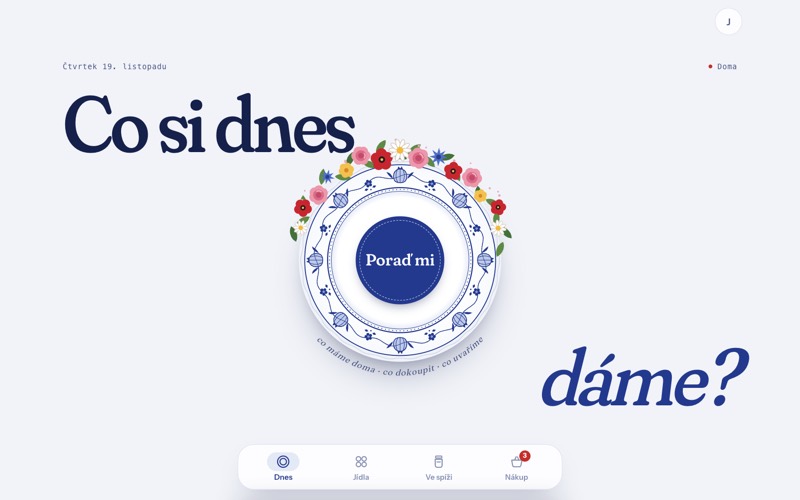 J
Čtvrtek 19. listopadu
Doma
Co si dnes
Poraď mi
co máme doma · co dokoupit · co uvaříme
dáme?
3
Dnes
Jídla
Ve spíži
Nákup